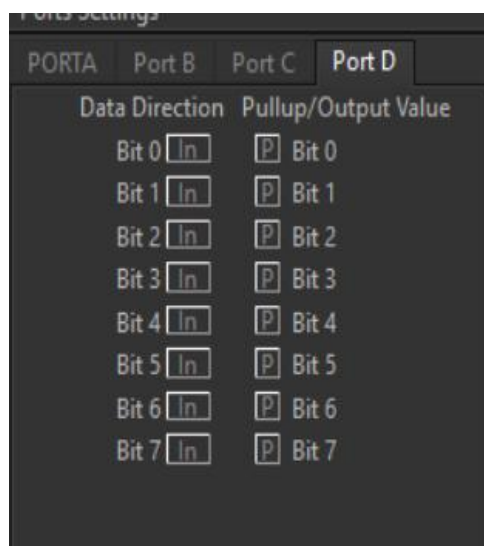 Ports Settings
PORTA Port B Port C Port D
Data Direction Pullup/Output Value
Bit 0 In P Bit 0
Bit 1 In P Bit 1
Bit 2 In P Bit 2
Bit 3 In P Bit 3
Bit 4 In P Bit 4
Bit 5 In P Bit 5
Bit 6 In P Bit 6
Bit 7 In P Bit 7